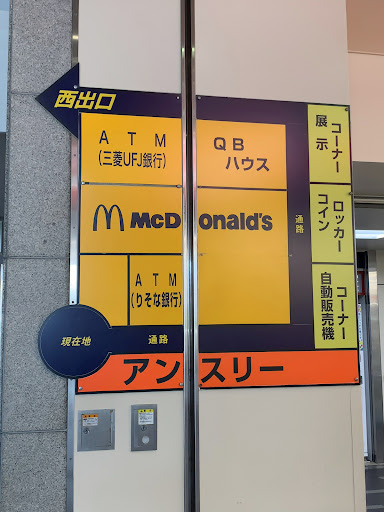 西出口
ATM
(三菱UFJ銀行)
QB
ハウス
展示
コーナー
通路
McDonald's
コイン
ロッカー
ATM
(りそな銀行)
自動販売機
コーナー
現在地
通路
アンスリー